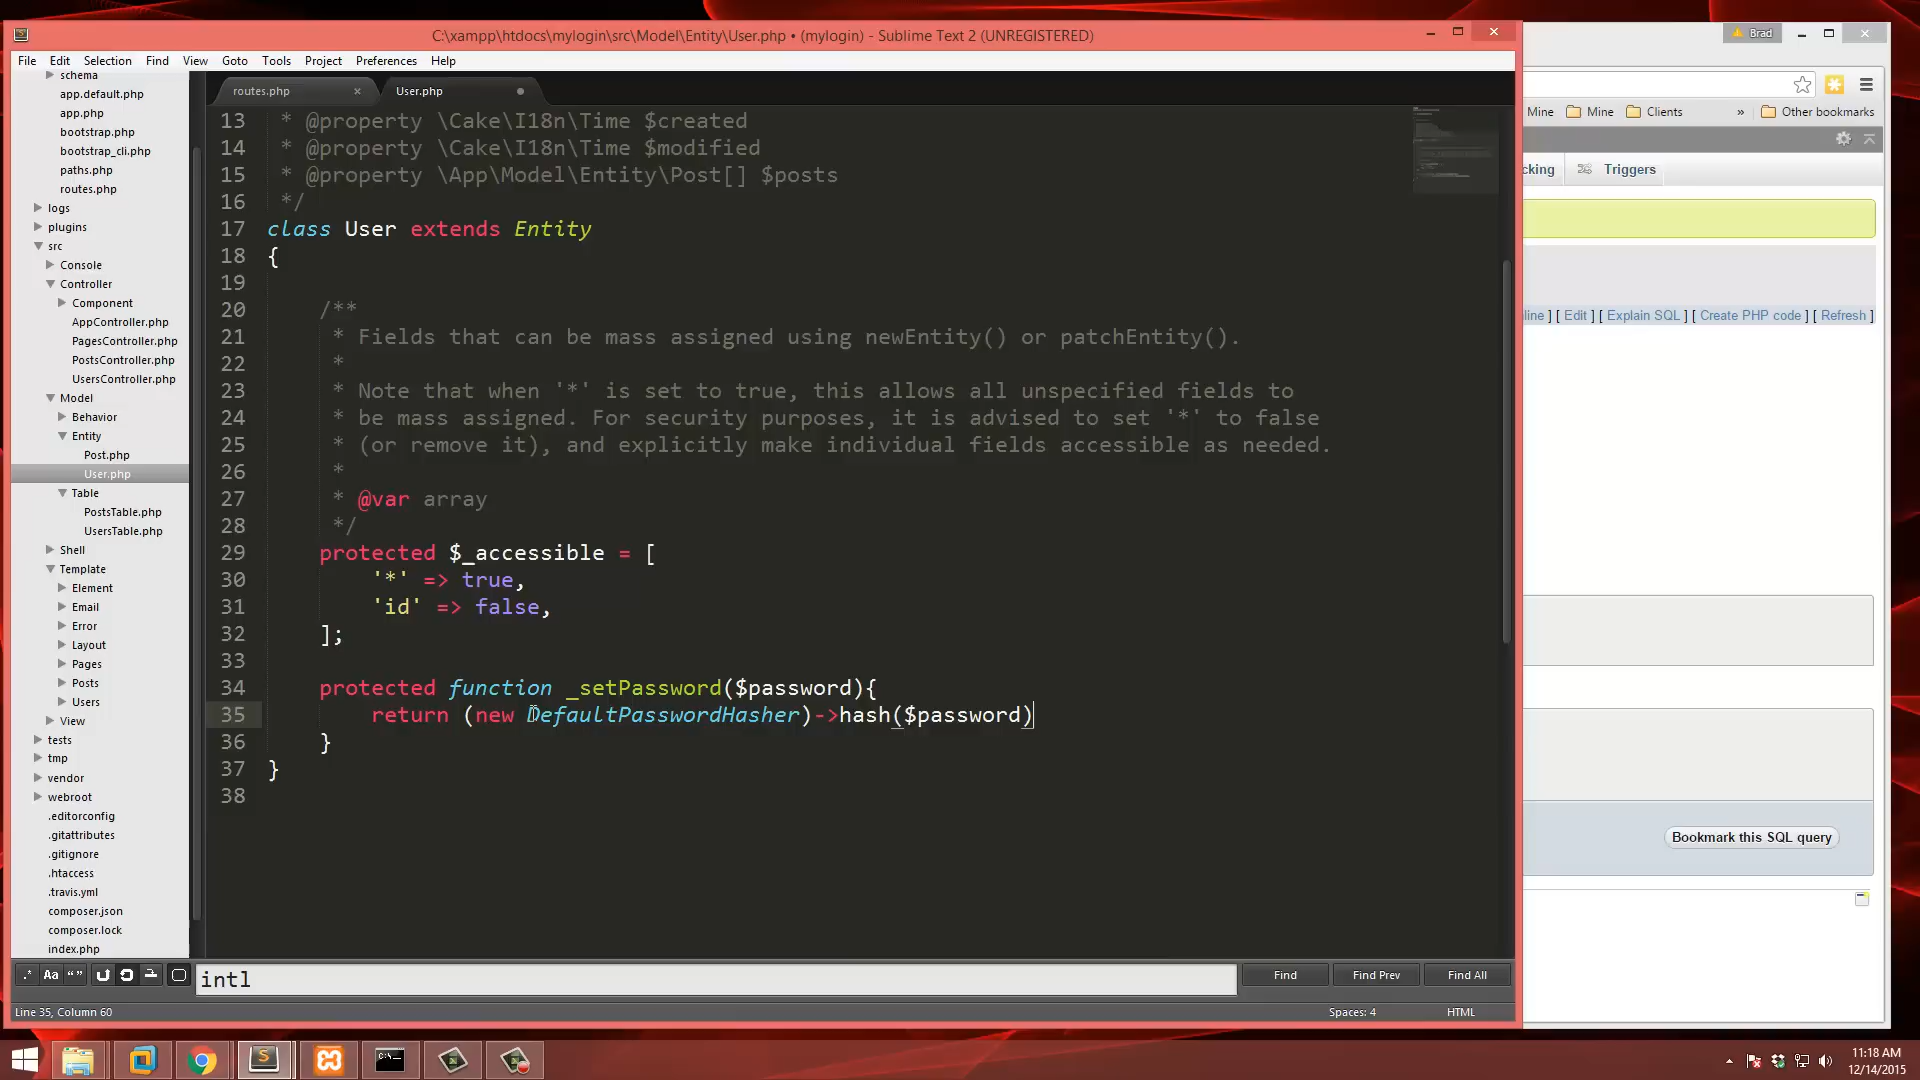 C:\xampp\htdocs\mylogin\src\Model\Entity\User.php • (mylogin) - Sublime Text 2 (UNREGISTERED)
Brad
File Edit Selection Find View Goto Tools Project Preferences Help
schema
app.default.php
app.php
bootstrap.php
bootstrap_cli.php
paths.php
routes.php
logs
plugins
src
Console
Controller
Component
AppController.php
PagesController.php
PostsController.php
UsersController.php
Model
Behavior
Entity
Post.php
User.php
Table
PostsTable.php
UsersTable.php
Shell
Template
Element
Email
Error
Layout
Pages
Posts
Users
View
tests
tmp
vendor
webroot
.editorconfig
.gitattributes
.gitignore
.htaccess
.travis.yml
composer.json
composer.lock
index.php
routes.php × User.php
13 * @property \Cake\I18n\Time $created
14 * @property \Cake\I18n\Time $modified
15 * @property \App\Model\Entity\Post[] $posts
16 */
17 class User extends Entity
18 {
19
20 /**
21 * Fields that can be mass assigned using newEntity() or patchEntity().
22 *
23 * Note that when '*' is set to true, this allows all unspecified fields to
24 * be mass assigned. For security purposes, it is advised to set '*' to false
25 * (or remove it), and explicitly make individual fields accessible as needed.
26 *
27 * @var array
28 */
29 protected $_accessible = [
30 '*' => true,
31 'id' => false,
32 ];
33
34 protected function _setPassword($password){
35 return (new DefaultPasswordHasher)->hash($password)
36 }
37 }
38
Mine Mine Clients » Other bookmarks
cking Triggers
line ] [ Edit ] [ Explain SQL ] [ Create PHP code ] [ Refresh ]
Bookmark this SQL query
.* Aa “” intl Find Find Prev Find All
Line 35, Column 60 Spaces: 4 HTML
C:\_
11:18 AM
12/14/2015